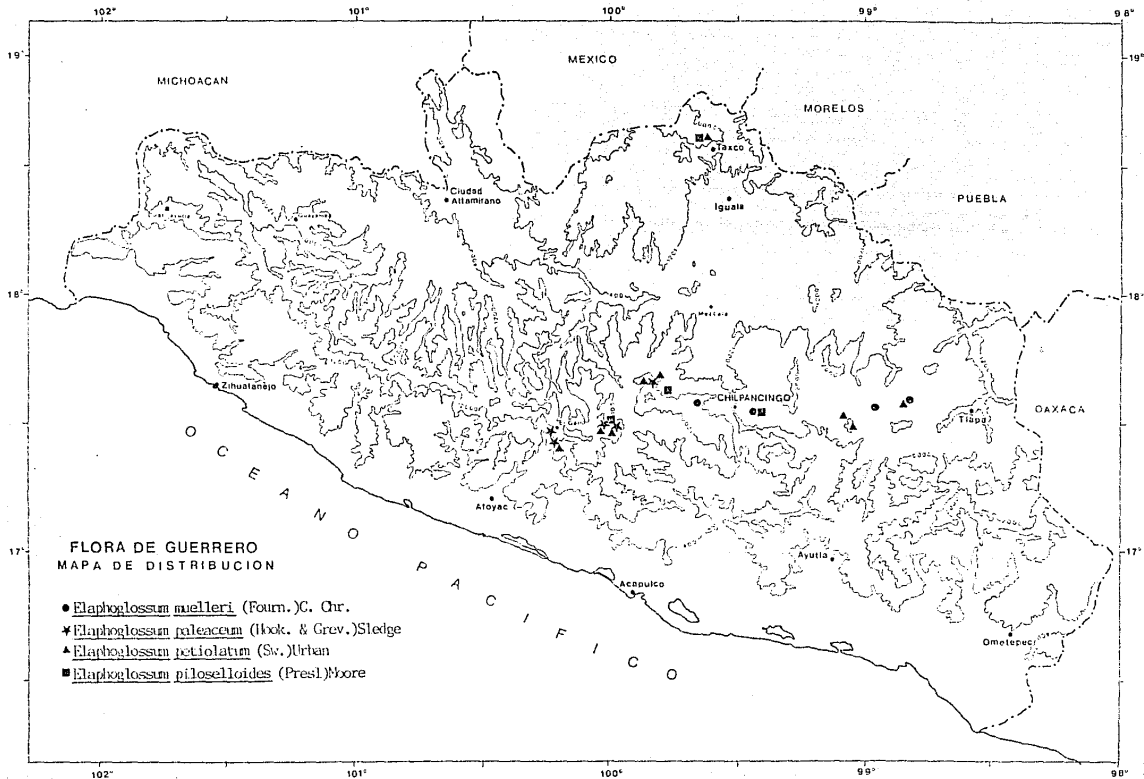 102° 101° 100° 99° 98°
19° 19°
MICHOACAN
MEXICO
MORELOS
PUEBLA
OAXACA
Taxco
Ciudad Altamirano
Iguala
18° 18°
Zihuatanejo
CHILPANCINGO
Tlapa
Atoyac
17° 17°
Ayutla
Acapulco
Ometepec
OCEANO PACIFICO
FLORA DE GUERRERO
MAPA DE DISTRIBUCION
Elaphoglossum muelleri (Fourn.)C. Chr.
Elaphoglossum paleaceum (Hook. & Grev.)Sledge
Elaphoglossum petiolatum (Sw.)Urban
Elaphoglossum piloselloides (Presl)Moore
102° 101° 100° 99° 98°